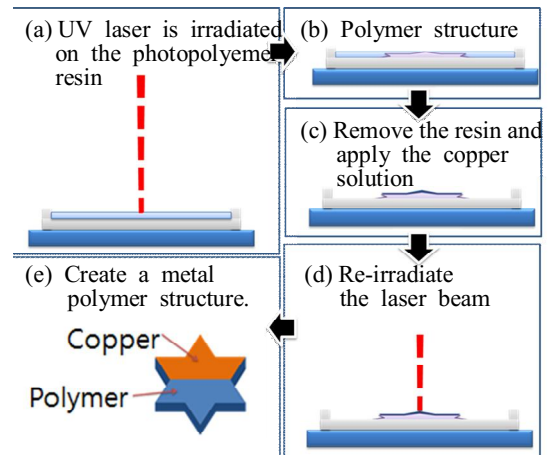 (a) UV laser is irradiated
on the photopolyemer
resin
(b) Polymer structure
(c) Remove the resin and
apply the copper
solution
(d) Re-irradiate
the laser beam
(e) Create a metal
polymer structure.
Copper
Polymer